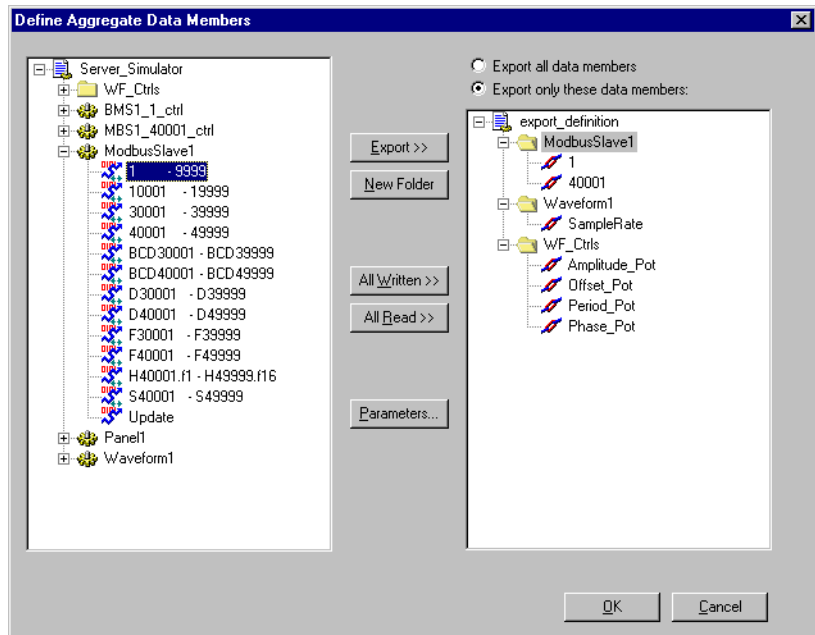 Define Aggregate Data Members
Server_Simulator
WF_Ctrls
BMS1_1_ctrl
MBS1_40001_ctrl
ModbusSlave1
1 - 9999
10001 - 19999
30001 - 39999
40001 - 49999
BCD30001 - BCD39999
BCD40001 - BCD49999
D30001 - D39999
D40001 - D49999
F30001 - F39999
F40001 - F49999
H40001.f1 - H49999.f16
S40001 - S49999
Update
Panel1
Waveform1
Export >>
New Folder
All Written >>
All Read >>
Parameters...
Export all data members
Export only these data members:
export_definition
ModbusSlave1
1
40001
Waveform1
SampleRate
WF_Ctrls
Amplitude_Pot
Offset_Pot
Period_Pot
Phase_Pot
OK
Cancel